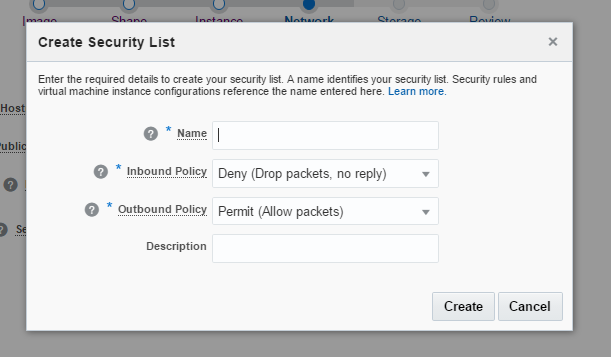 Image Shape Instance Network Storage Review
Create Security List ×
Enter the required details to create your security list. A name identifies your security list. Security rules and
virtual machine instance configurations reference the name entered here. Learn more.
Host
? * Name
Public
? * Inbound Policy Deny (Drop packets, no reply)
?
? * Outbound Policy Permit (Allow packets)
? Se
Description
Create Cancel